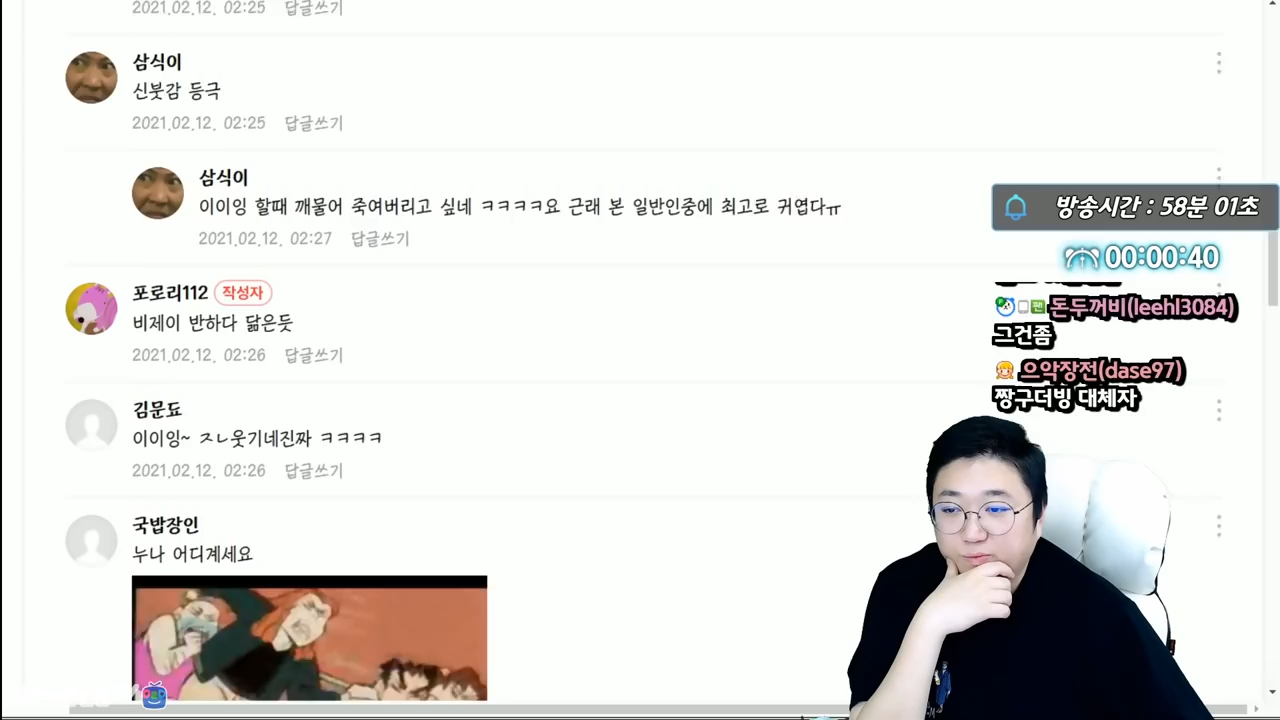 2021.02.12. 02:25 답글쓰기
삼식이
신붓감 등극
2021.02.12. 02:25 답글쓰기
삼식이
이이잉 할때 깨물어 죽여버리고 싶네 ㅋㅋㅋㅋ요 근래 본 일반인중에 최고로 귀엽다ㅠ
2021.02.12. 02:27 답글쓰기
방송시간 : 58분 01초
00:00:40
포로리112 작성자
비제이 반하다 닮은듯
2021.02.12. 02:26 답글쓰기
돈두꺼비(leehl3084)
그건좀
으악장전(dase97)
짱구더빙 대체자
김문됴
이이잉~ ㅈㄴ웃기네진짜 ㅋㅋㅋㅋ
2021.02.12. 02:26 답글쓰기
국밥장인
누나 어디계세요